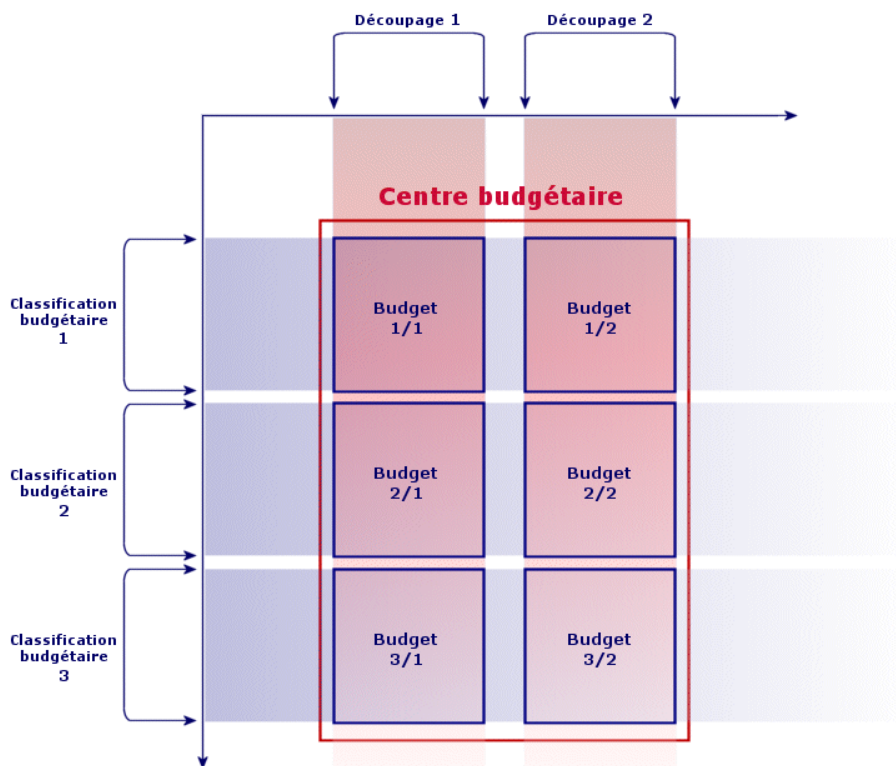 Découpage 1
Découpage 2
Centre budgétaire
Classification
budgétaire
1
Budget
1/1
Budget
1/2
Classification
budgétaire
2
Budget
2/1
Budget
2/2
Classification
budgétaire
3
Budget
3/1
Budget
3/2